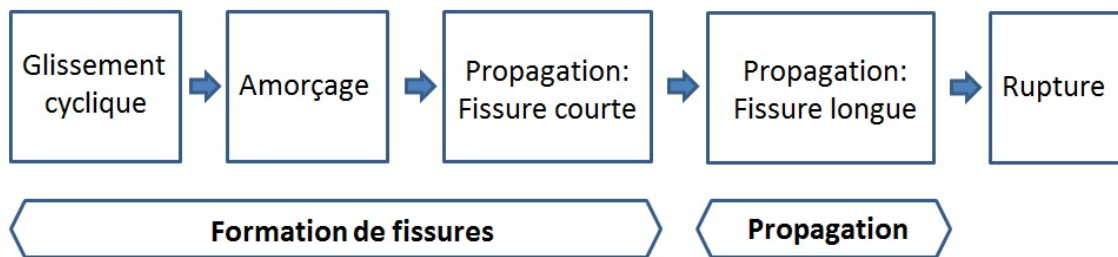 Glissement
cyclique
Amorçage
Propagation:
Fissure courte
Propagation:
Fissure longue
Rupture
Formation de fissures
Propagation